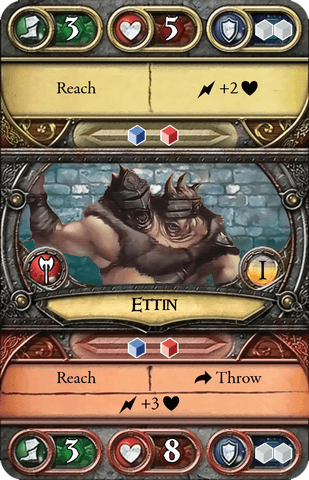 3 5
Reach +2
ETTIN I
Reach Throw
+3
3 8